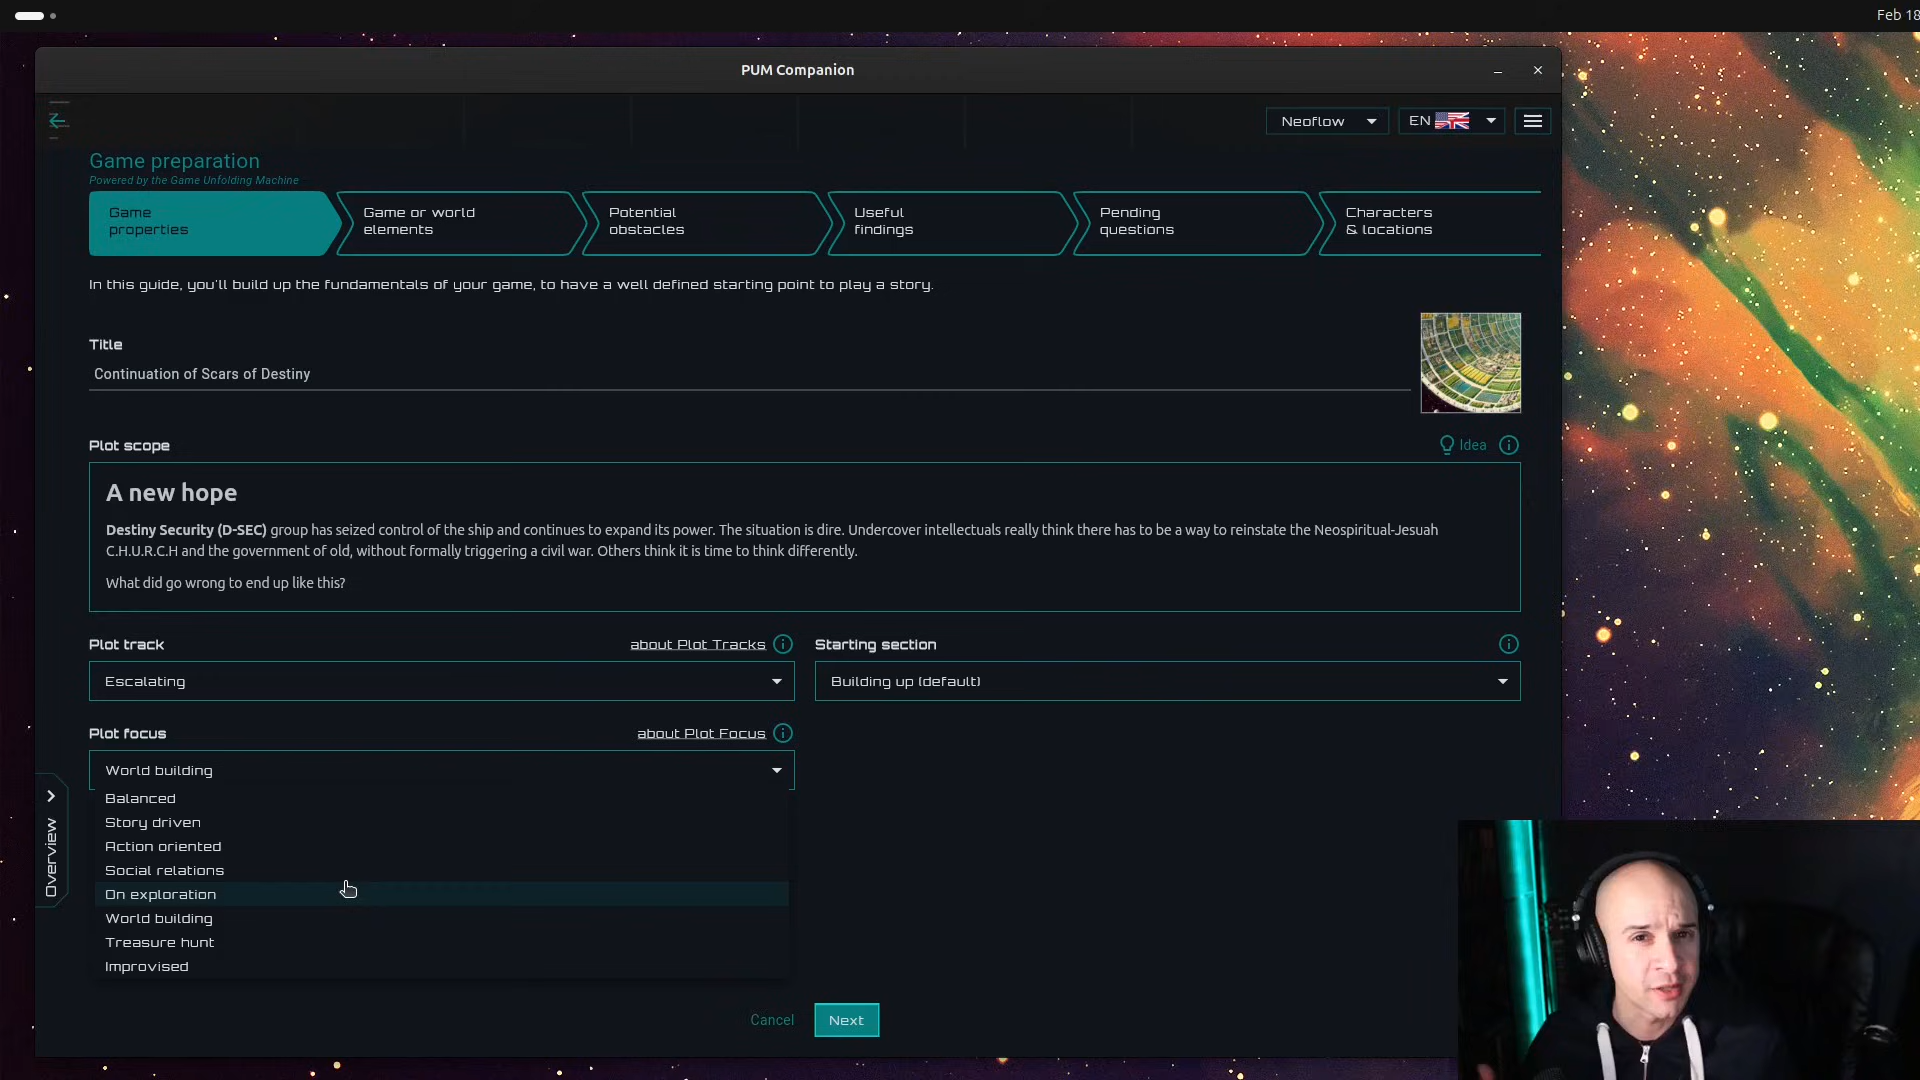 Feb 18
PUM Companion
Neoflow
EN
Game preparation
Powered by the Game Unfolding Machine
Game
properties
Game or world
elements
Potential
obstacles
Useful
findings
Pending
questions
Characters
& locations
In this guide, you'll build up the fundamentals of your game, to have a well defined starting point to play a story.
Title
Continuation of Scars of Destiny
Plot scope
Idea
A new hope
Destiny Security (D-SEC) group has seized control of the ship and continues to expand its power. The situation is dire. Undercover intellectuals really think there has to be a way to reinstate the Neospiritual-Jesuah
C.H.U.R.C.H and the government of old, without formally triggering a civil war. Others think it is time to think differently.
What did go wrong to end up like this?
Plot track
about Plot Tracks
Starting section
Escalating
Building up (default)
Plot focus
about Plot Focus
World building
Balanced
Story driven
Action oriented
Social relations
On exploration
World building
Treasure hunt
Improvised
Overview
Cancel
Next